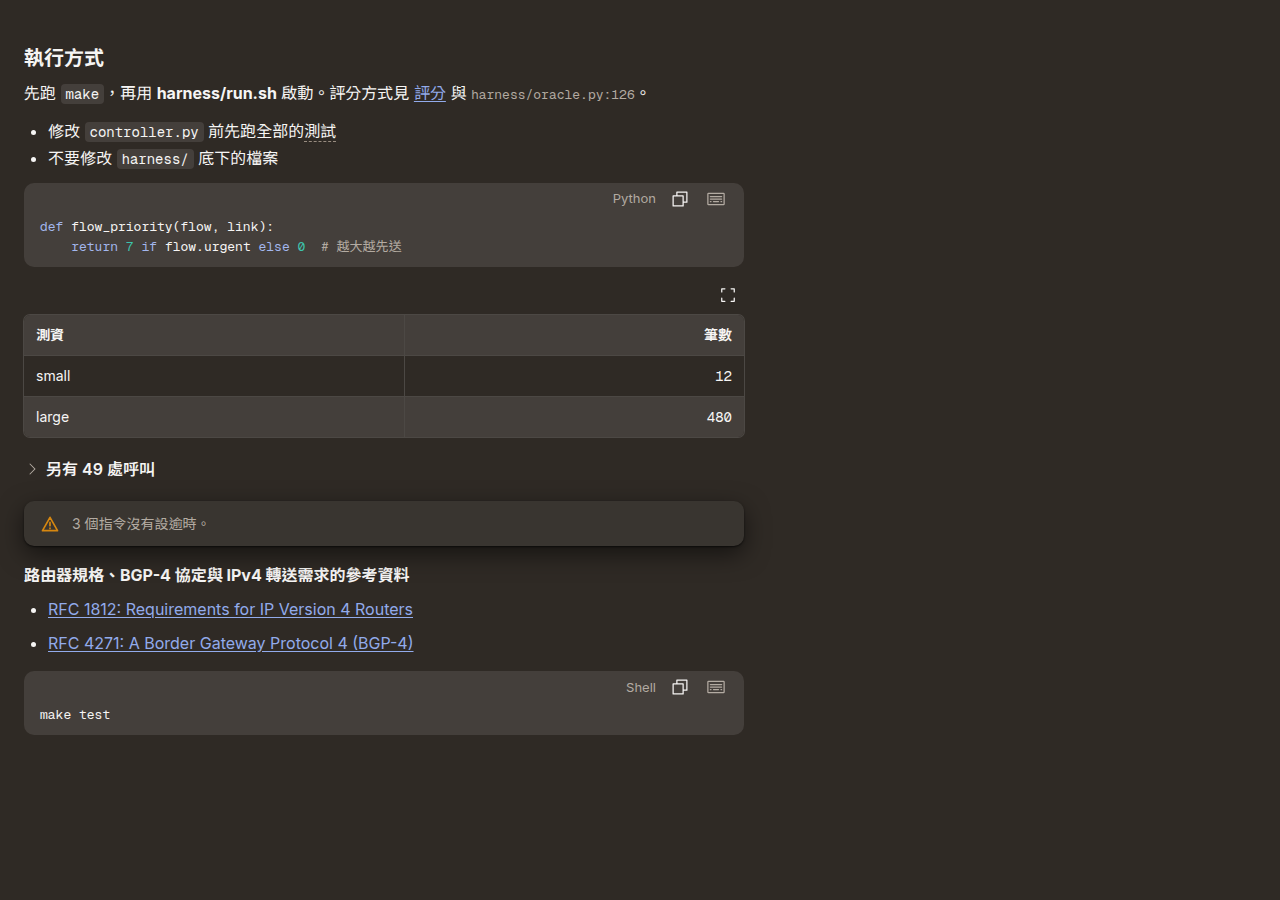 執行方式
先跑 make，再用 harness/run.sh 啟動。評分方式見 評分 與 harness/oracle.py:126。
修改 controller.py 前先跑全部的測試
不要修改 harness/ 底下的檔案
Python
def flow_priority(flow, link):
    return 7 if flow.urgent else 0  # 越大越先送
測資 筆數
small 12
large 480
另有 49 處呼叫
3 個指令沒有設逾時。
路由器規格、BGP-4 協定與 IPv4 轉送需求的參考資料
RFC 1812: Requirements for IP Version 4 Routers
RFC 4271: A Border Gateway Protocol 4 (BGP-4)
Shell
make test